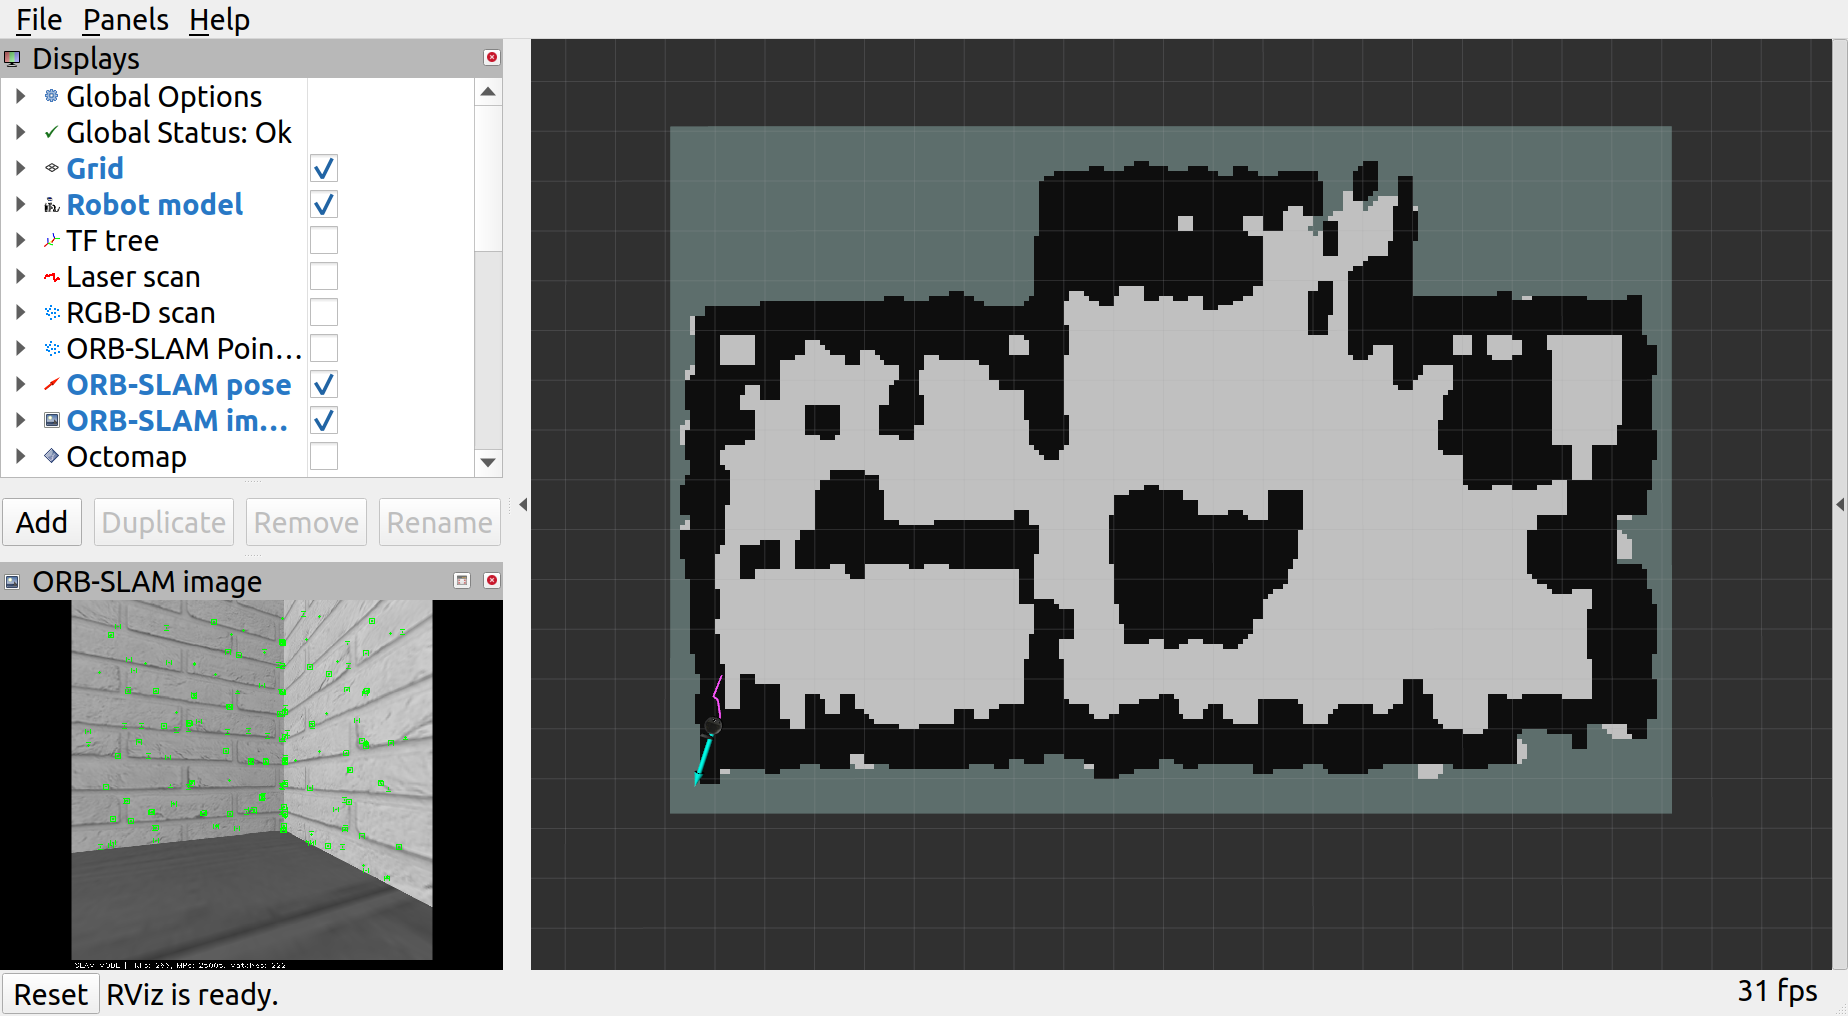 File Panels Help
Displays
Global Options
Global Status: Ok
Grid
Robot model
TF tree
Laser scan
RGB-D scan
ORB-SLAM Poin...
ORB-SLAM pose
ORB-SLAM im...
Octomap
Add Duplicate Remove Rename
ORB-SLAM image
SLAM MODE |
Reset RViz is ready. 31 fps